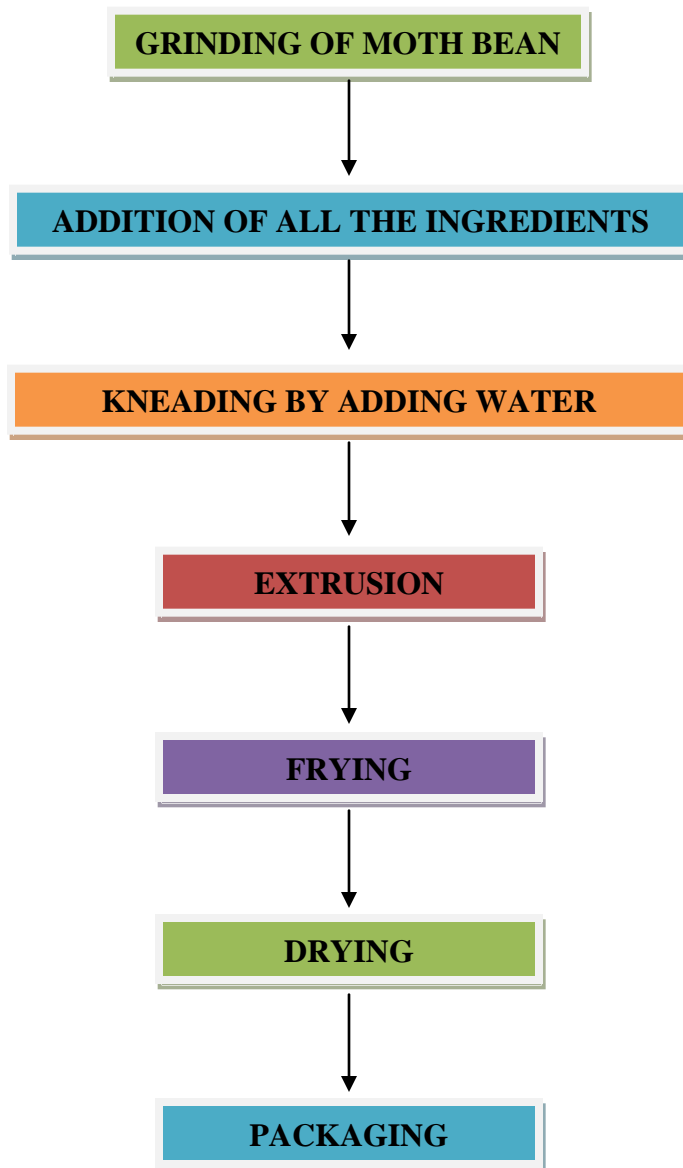 GRINDING OF MOTH BEAN
ADDITION OF ALL THE INGREDIENTS
KNEADING BY ADDING WATER
EXTRUSION
FRYING
DRYING
PACKAGING